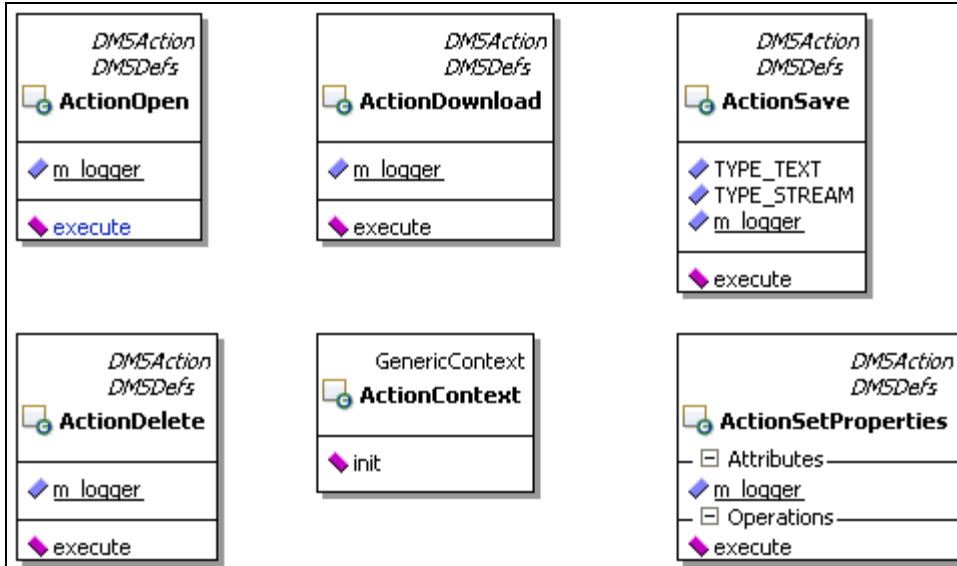 DMSAction
DMSDefs
ActionOpen
m_logger
execute
DMSAction
DMSDefs
ActionDownload
m_logger
execute
DMSAction
DMSDefs
ActionSave
TYPE_TEXT
TYPE_STREAM
m_logger
execute
DMSAction
DMSDefs
ActionDelete
m_logger
execute
GenericContext
ActionContext
init
DMSAction
DMSDefs
ActionSetProperties
Attributes
m_logger
Operations
execute